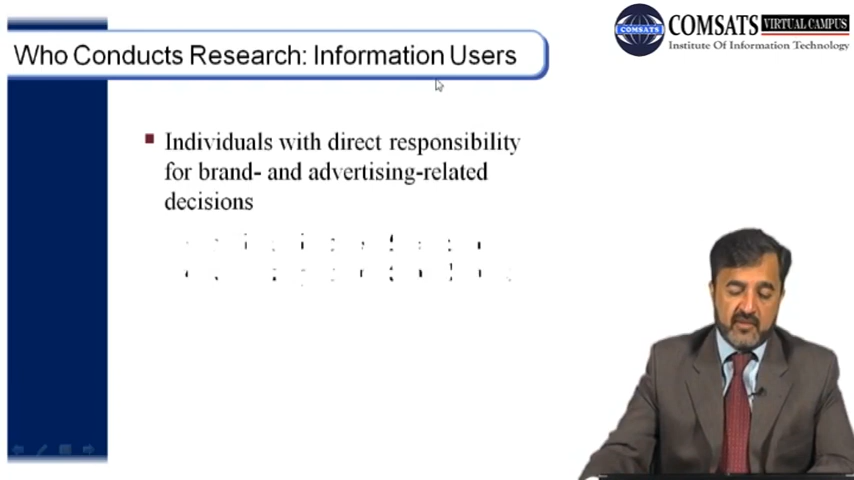 Who Conducts Research: Information Users
COMSATS
COMSATS VIRTUAL CAMPUS
Institute Of Information Technology
Individuals with direct responsibility
for brand- and advertising-related
decisions